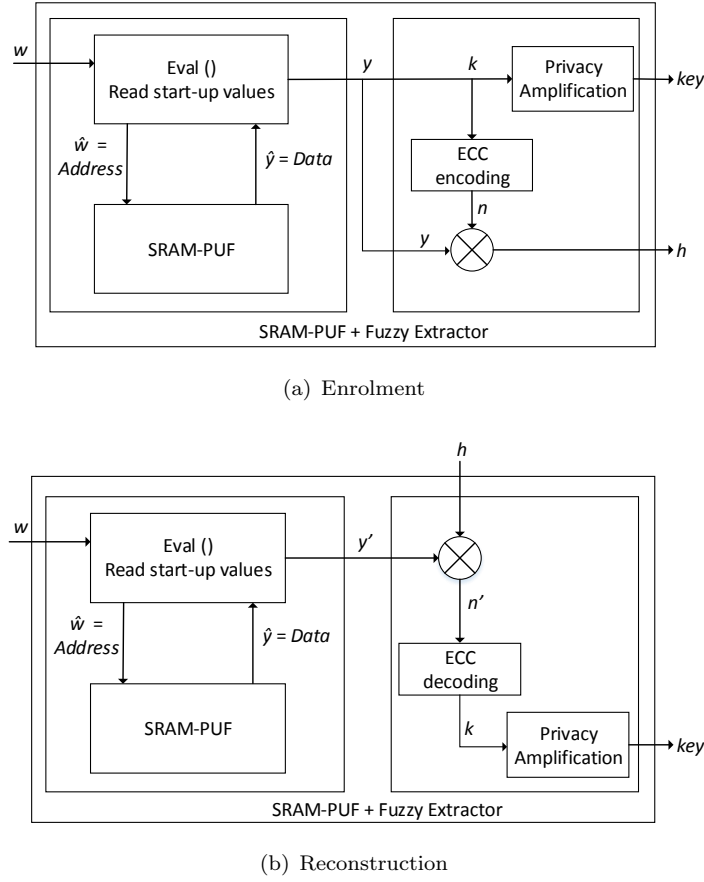 w
Eval ()
Read start-up values
y
k
Privacy
Amplification
key
ŵ =
Address
ŷ = Data
ECC
encoding
n
SRAM-PUF
y
h
SRAM-PUF + Fuzzy Extractor
(a) Enrolment
h
w
Eval ()
Read start-up values
y'
n'
ŵ =
Address
ŷ = Data
ECC
decoding
SRAM-PUF
k
Privacy
Amplification
key
SRAM-PUF + Fuzzy Extractor
(b) Reconstruction